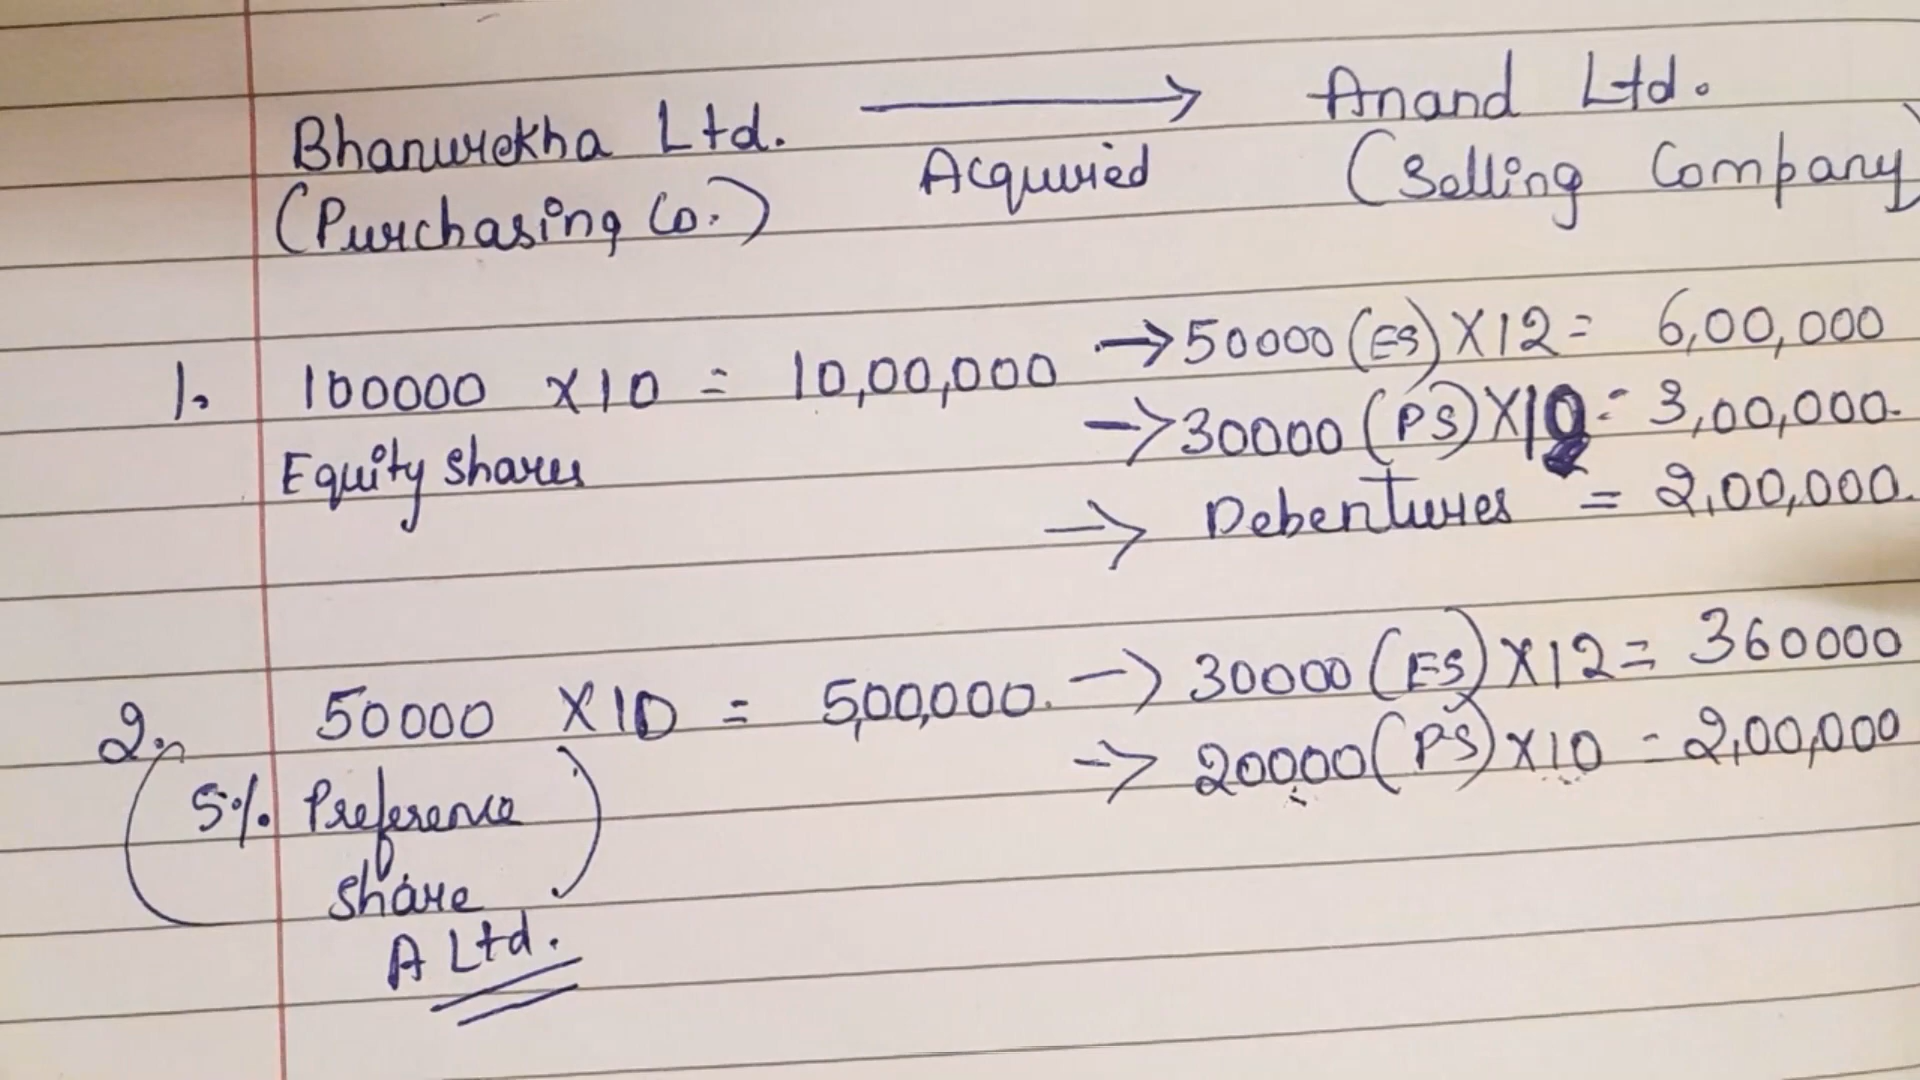 Bhanurekha Ltd. → Anand Ltd.
(Purchasing Co.) Acquried (Selling Company)
1. 100000 X10 = 10,00,000 → 50000 (ES) X12 = 6,00,000
Equity shares → 30000 (PS) X10 = 3,00,000.
→ Debentures = 2,00,000.
2. 50000 X10 = 5,00,000. → 30000 (ES) X12 = 360000
(5% Preference → 20000 (PS) X10 = 2,00,000
share)
A Ltd.